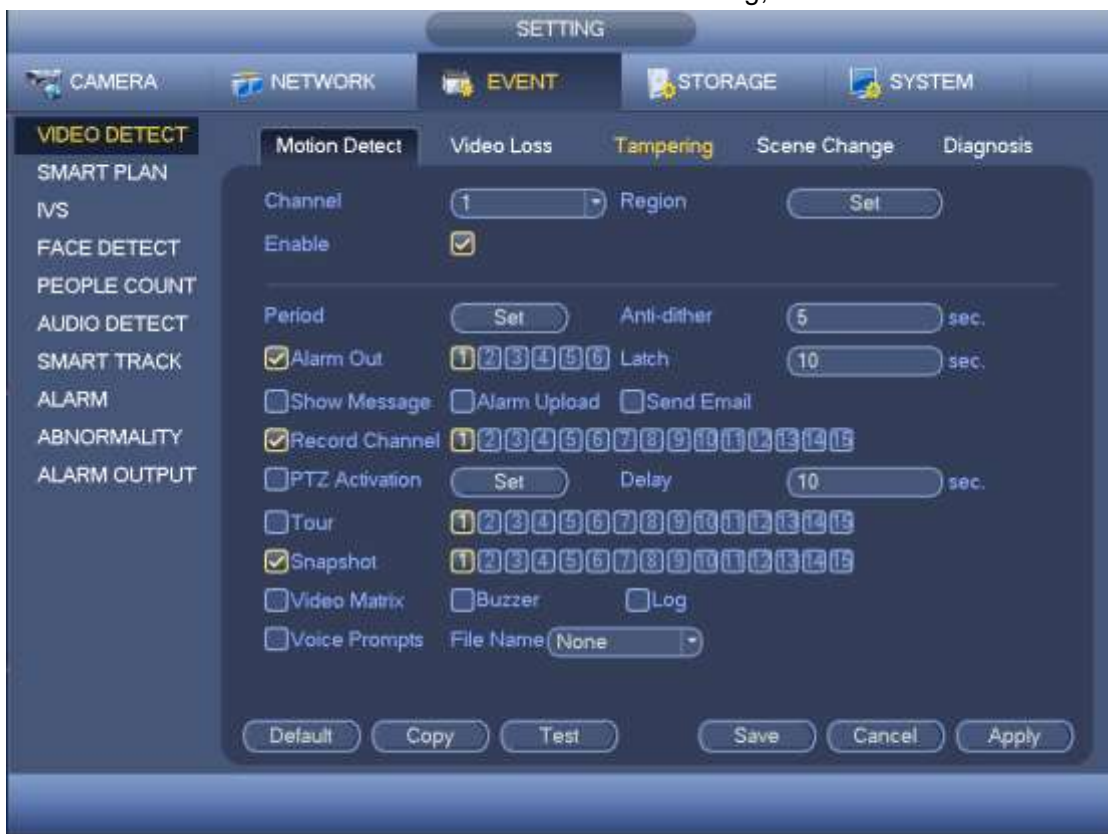 SETTING
CAMERA NETWORK EVENT STORAGE SYSTEM
VIDEO DETECT
SMART PLAN
IVS
FACE DETECT
PEOPLE COUNT
AUDIO DETECT
SMART TRACK
ALARM
ABNORMALITY
ALARM OUTPUT
Motion Detect Video Loss Tampering Scene Change Diagnosis
Channel 1 Region Set
Enable
Period Set Anti-dither 5 sec.
Alarm Out 1 2 3 4 5 6 Latch 10 sec.
Show Message Alarm Upload Send Email
Record Channel 1 2 3 4 5 6 7 8 9 10 11 12 13 14 15
PTZ Activation Set Delay 10 sec.
Tour 1 2 3 4 5 6 7 8 9 10 11 12 13 14 15
Snapshot 1 2 3 4 5 6 7 8 9 10 11 12 13 14 15
Video Matrix Buzzer Log
Voice Prompts File Name None
Default Copy Test Save Cancel Apply